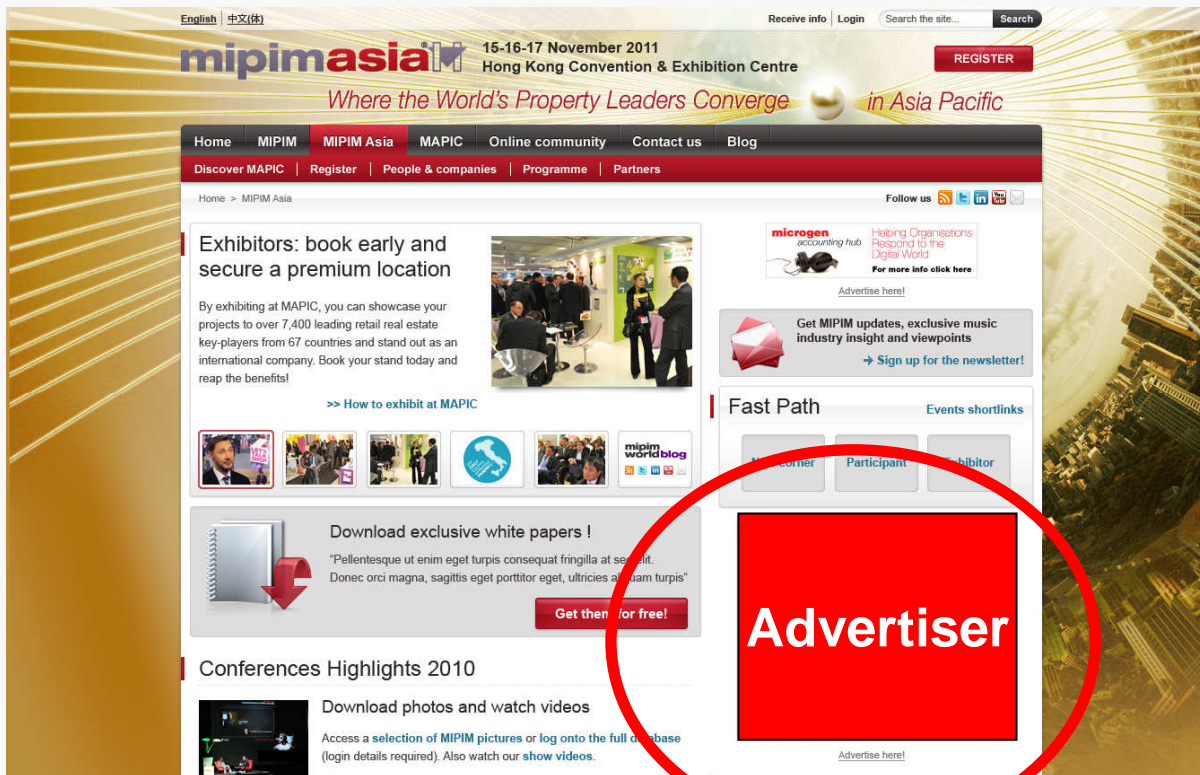 English 中文(体)
Receive info Login Search the site... Search
mipimasia®
15-16-17 November 2011
Hong Kong Convention & Exhibition Centre
REGISTER
Where the World's Property Leaders Converge in Asia Pacific
Home MIPIM MIPIM Asia MAPIC Online community Contact us Blog
Discover MAPIC | Register | People & companies | Programme | Partners
Home > MIPIM Asia
Follow us
You Tube
Exhibitors: book early and
secure a premium location
By exhibiting at MAPIC, you can showcase your
projects to over 7,400 leading retail real estate
key-players from 67 countries and stand out as an
international company. Book your stand today and
reap the benefits!
>> How to exhibit at MAPIC
mipim
worldblog
microgen
accounting hub
Helping Organisations
Respond to the
Digital World
For more info click here
Advertise here!
Get MIPIM updates, exclusive music
industry insight and viewpoints
→ Sign up for the newsletter!
Fast Path
Events shortlinks
Participant
Download exclusive white papers !
"Pellentesque ut enim eget turpis consequat fringilla at sed elit.
Donec orci magna, sagittis eget porttitor eget, ultricies aliquam turpis"
Get them for free!
Advertiser
Advertise here!
Conferences Highlights 2010
Download photos and watch videos
Access a selection of MIPIM pictures or log onto the full database
(login details required). Also watch our show videos.